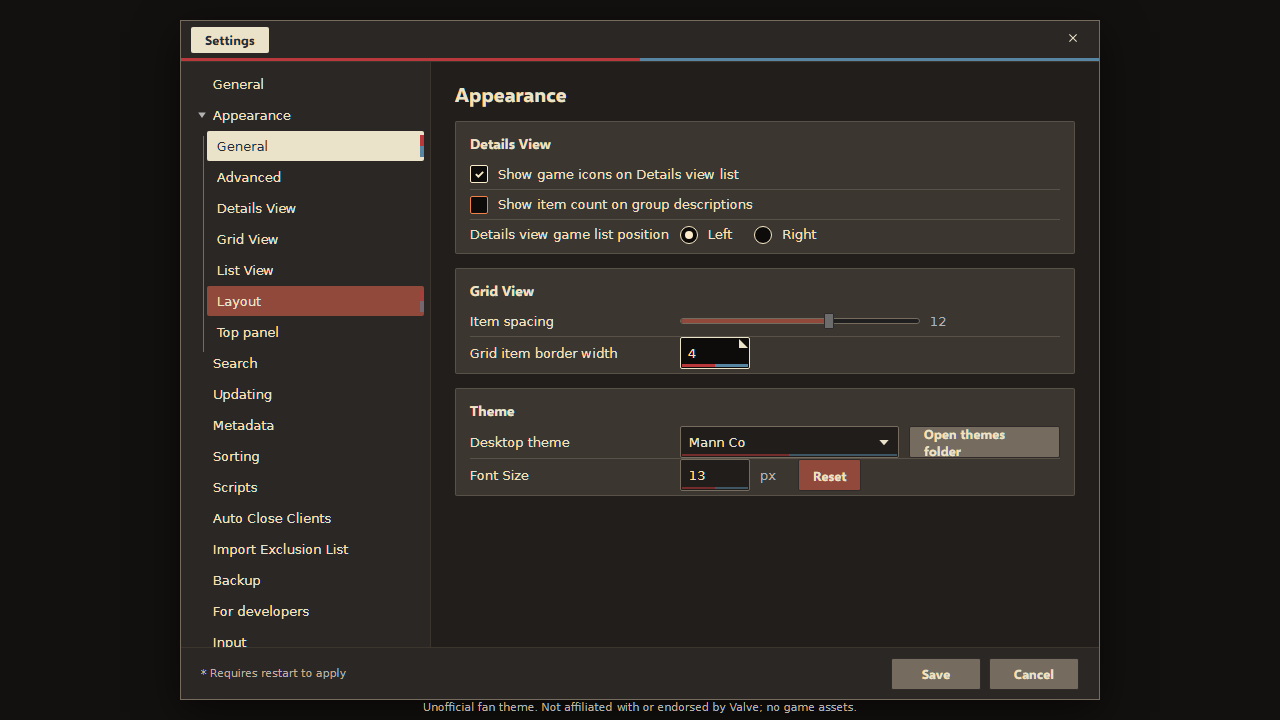 Settings
General
Appearance
General
Advanced
Details View
Grid View
List View
Layout
Top panel
Search
Updating
Metadata
Sorting
Scripts
Auto Close Clients
Import Exclusion List
Backup
For developers
Input
Appearance
Details View
Show game icons on Details view list
Show item count on group descriptions
Details view game list position Left Right
Grid View
Item spacing 12
Grid item border width 4
Theme
Desktop theme Mann Co Open themes
folder
Font Size 13 px Reset
* Requires restart to apply
Save Cancel
Unofficial fan theme. Not affiliated with or endorsed by Valve; no game assets.